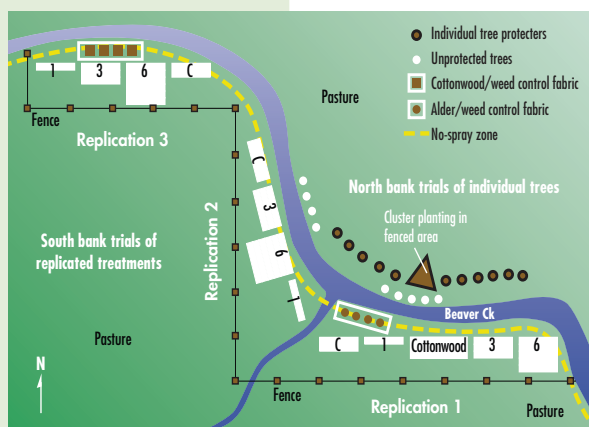 Individual tree protecters
Unprotected trees
Cottonwood/weed control fabric
Alder/weed control fabric
No-spray zone
1
3
6
C
Pasture
Fence
Replication 3
C
3
6
1
Replication 2
North bank trials of individual trees
Cluster planting in
fenced area
South bank trials of
replicated treatments
Beaver Ck
Pasture
C
1
Cottonwood
3
6
N
Fence
Replication 1
Pasture